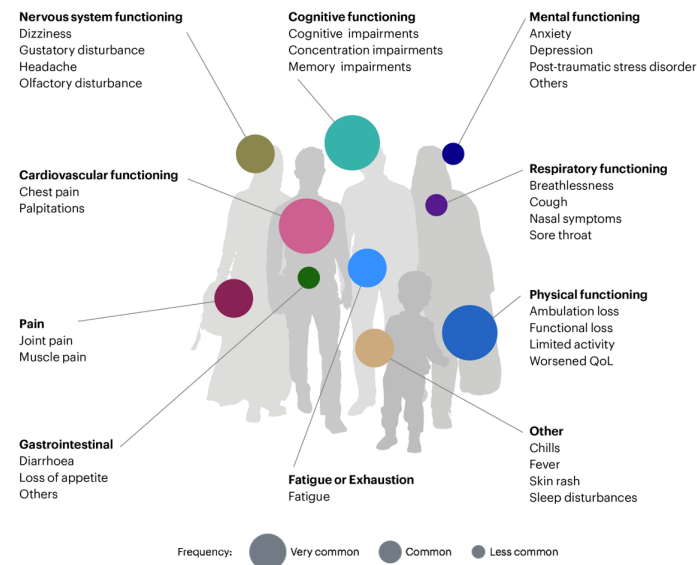 Nervous system functioning
Dizziness
Gustatory disturbance
Headache
Olfactory disturbance
Cognitive functioning
Cognitive impairments
Concentration impairments
Memory impairments
Mental functioning
Anxiety
Depression
Post-traumatic stress disorder
Others
Cardiovascular functioning
Chest pain
Palpitations
Respiratory functioning
Breathlessness
Cough
Nasal symptoms
Sore throat
Pain
Joint pain
Muscle pain
Physical functioning
Ambulation loss
Functional loss
Limited activity
Worsened QoL
Gastrointestinal
Diarrhoea
Loss of appetite
Others
Fatigue or Exhaustion
Fatigue
Other
Chills
Fever
Skin rash
Sleep disturbances
Frequency: Very common Common Less common